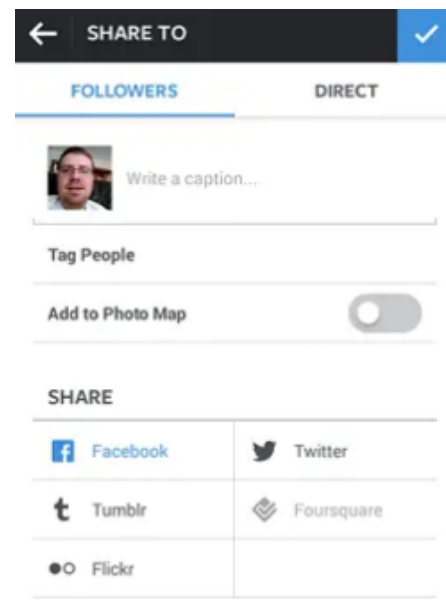 SHARE TO
FOLLOWERS DIRECT
Write a caption...
Tag People
Add to Photo Map
SHARE
Facebook Twitter
Tumblr Foursquare
Flickr